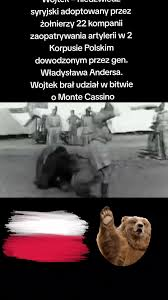 Wojtek - niedźwiedź
syryjski adoptowany przez
żołnierzy 22 kompanii
zaopatrywania artylerii w 2
Korpusie Polskim
dowodzonym przez gen.
Władysława Andersa.
Wojtek brał udział w bitwie
o Monte Cassino